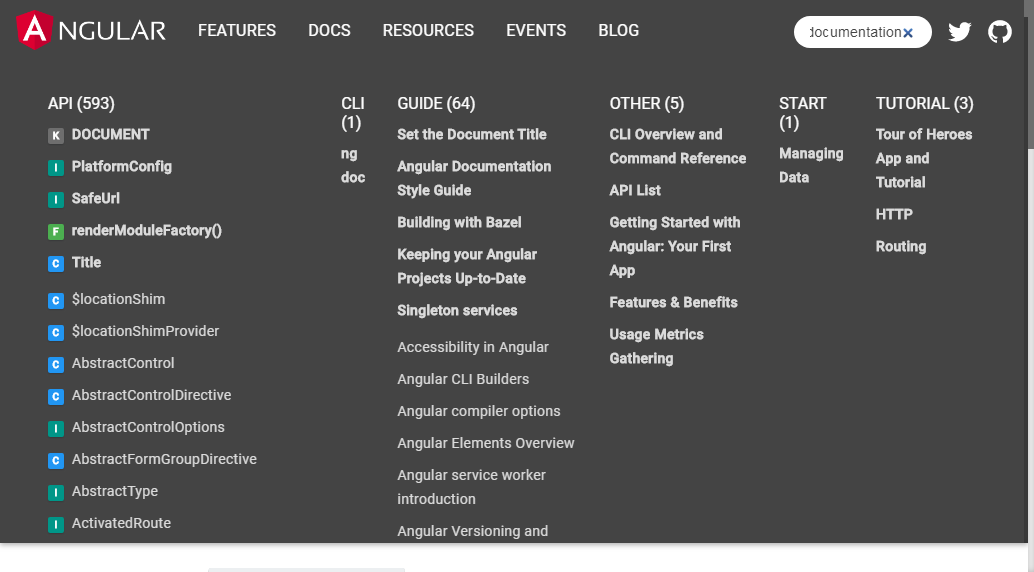 ANGULAR
FEATURES
DOCS
RESOURCES
EVENTS
BLOG
documentation×
API (593)
K DOCUMENT
I PlatformConfig
I SafeUrl
F renderModuleFactory()
C Title
C $locationShim
C $locationShimProvider
C AbstractControl
C AbstractControlDirective
I AbstractControlOptions
C AbstractFormGroupDirective
I AbstractType
I ActivatedRoute
CLI
(1)
ng
doc
GUIDE (64)
Set the Document Title
Angular Documentation
Style Guide
Building with Bazel
Keeping your Angular
Projects Up-to-Date
Singleton services
Accessibility in Angular
Angular CLI Builders
Angular compiler options
Angular Elements Overview
Angular service worker
introduction
Angular Versioning and
OTHER (5)
CLI Overview and
Command Reference
API List
Getting Started with
Angular: Your First
App
Features & Benefits
Usage Metrics
Gathering
START
(1)
Managing
Data
TUTORIAL (3)
Tour of Heroes
App and
Tutorial
HTTP
Routing